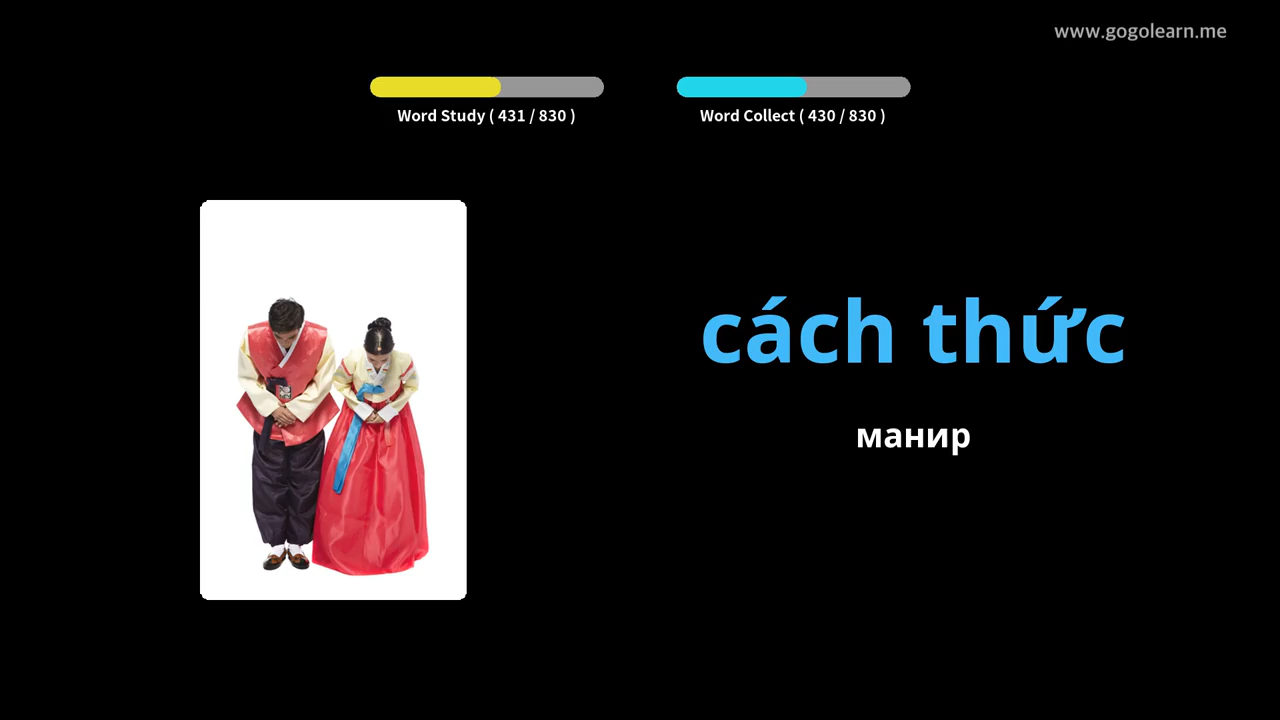 www.gogolearn.me
Word Study ( 431 / 830 )
Word Collect ( 430 / 830 )
cách thức
манир